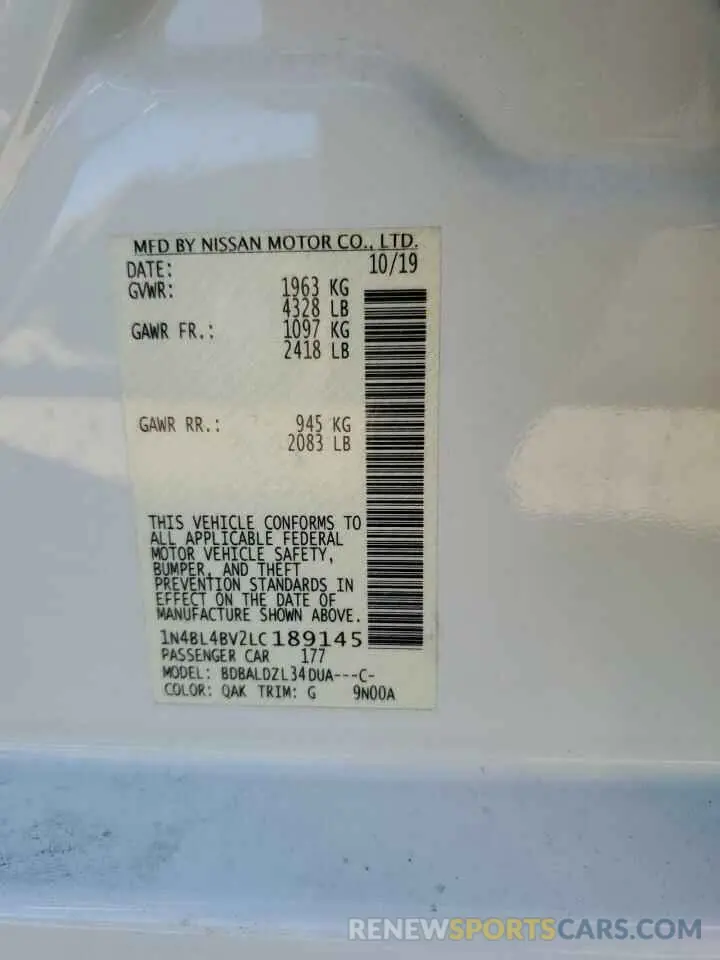 MFD BY NISSAN MOTOR CO., LTD.
DATE: 10/19
GVWR: 1963 KG
4328 LB
GAWR FR.: 1097 KG
2418 LB
GAWR RR.: 945 KG
2083 LB
THIS VEHICLE CONFORMS TO
ALL APPLICABLE FEDERAL
MOTOR VEHICLE SAFETY,
BUMPER, AND THEFT
PREVENTION STANDARDS IN
EFFECT ON THE DATE OF
MANUFACTURE SHOWN ABOVE.
1N4BL4BV2LC189145
PASSENGER CAR 177
MODEL: BDBALDZL34DUA---C-
COLOR: QAK TRIM: G 9N00A
RENEWSPORTSCARS.COM